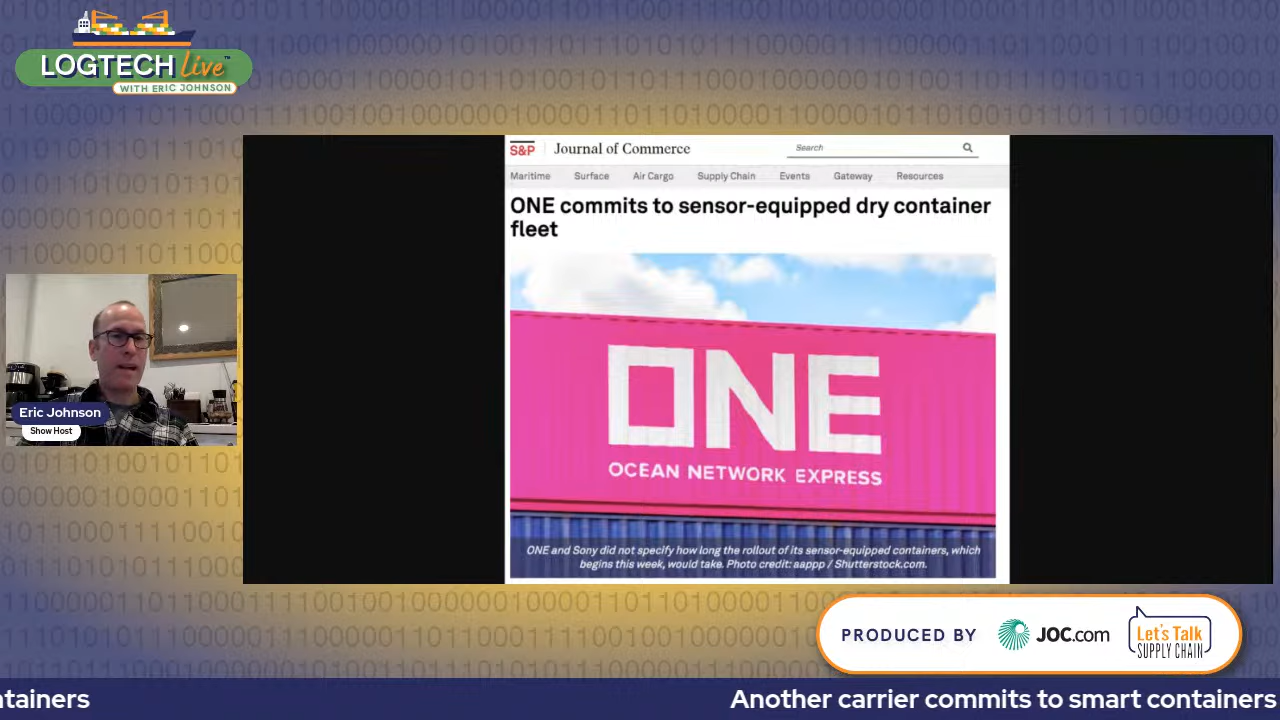 LOGTECH Live™
WITH ERIC JOHNSON
S&P
Journal of Commerce
Search
Maritime
Surface
Air Cargo
Supply Chain
Events
Gateway
Resources
ONE commits to sensor-equipped dry container
fleet
ONE
OCEAN NETWORK EXPRESS
ONE and Sony did not specify how long the rollout of its sensor-equipped containers, which
begins this week, would take. Photo credit: aappp / Shutterstock.com.
Eric Johnson
Show Host
PRODUCED BY
JOC.com
Let's Talk
SUPPLY CHAIN
ntainers
Another carrier commits to smart containers